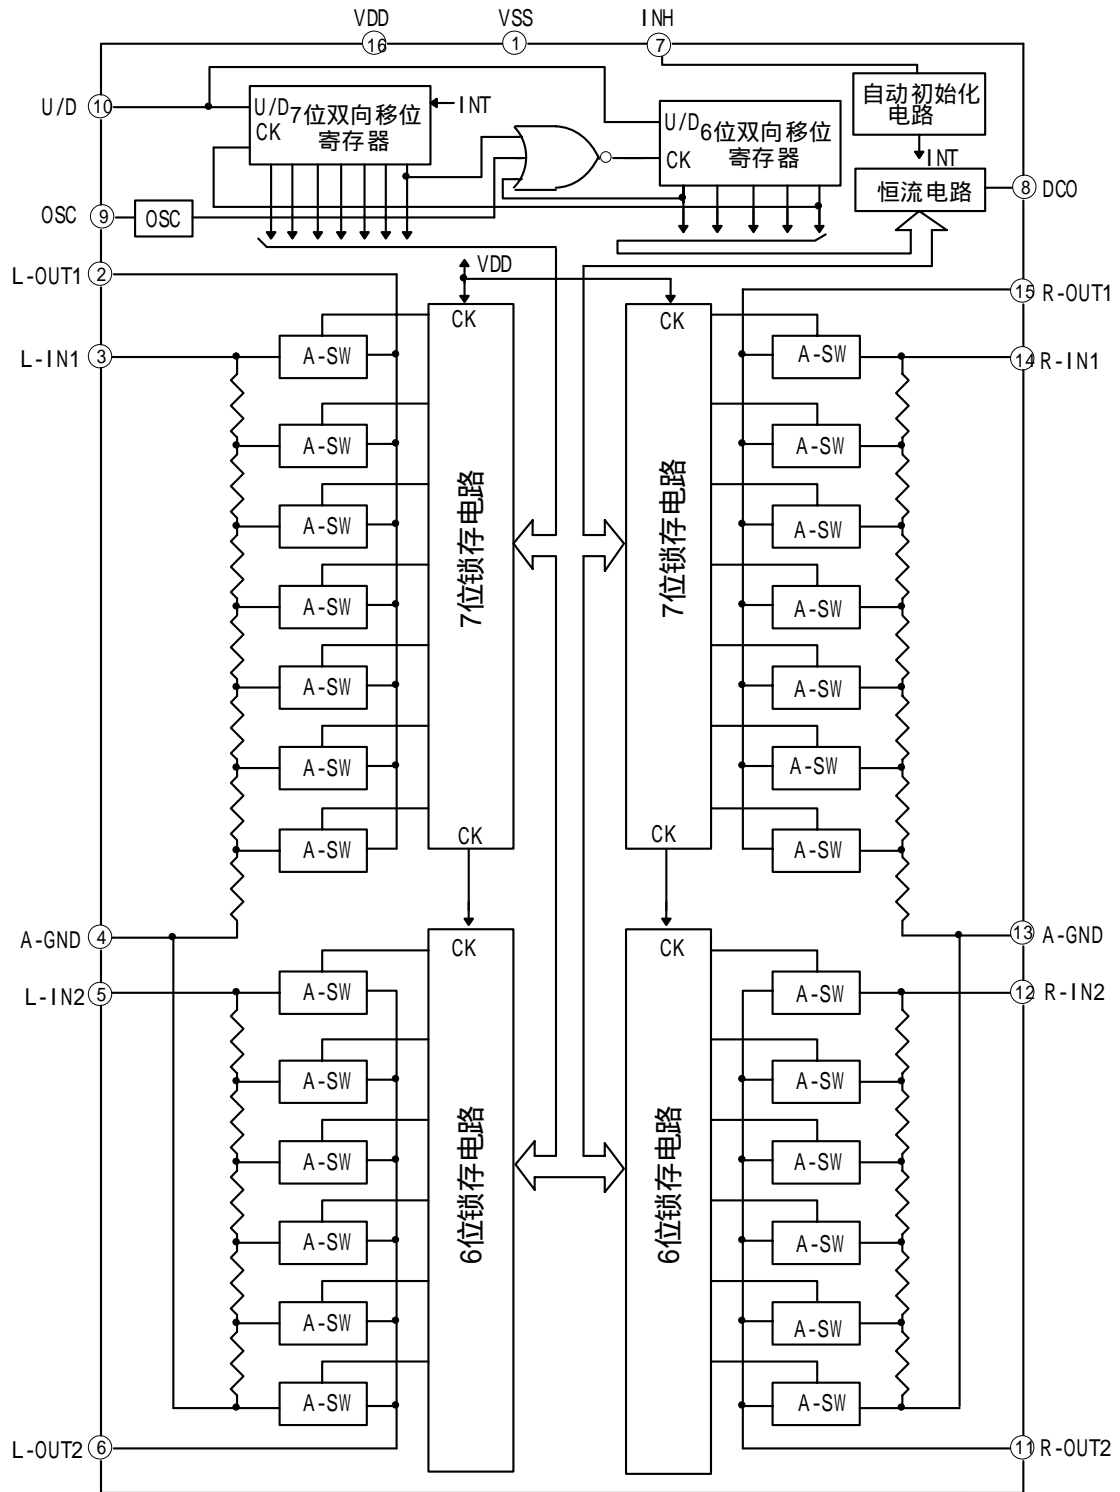 VDD
VSS
INH
16
1
7
U/D
10
U/D
CK
7位双向移位
寄存器
INT
U/D
CK
6位双向移位
寄存器
自动初始化
电路
INT
恒流电路
8
DCO
OSC
9
OSC
L-OUT1
2
VDD
15
R-OUT1
CK
CK
L-IN1
3
A-SW
A-SW
14
R-IN1
A-SW
A-SW
A-SW
A-SW
A-SW
A-SW
A-SW
A-SW
A-SW
A-SW
A-SW
A-SW
7位锁存电路
7位锁存电路
CK
CK
A-GND
4
13
A-GND
CK
CK
L-IN2
5
A-SW
A-SW
12
R-IN2
A-SW
A-SW
A-SW
A-SW
A-SW
A-SW
A-SW
A-SW
A-SW
A-SW
6位锁存电路
6位锁存电路
L-OUT2
6
11
R-OUT2